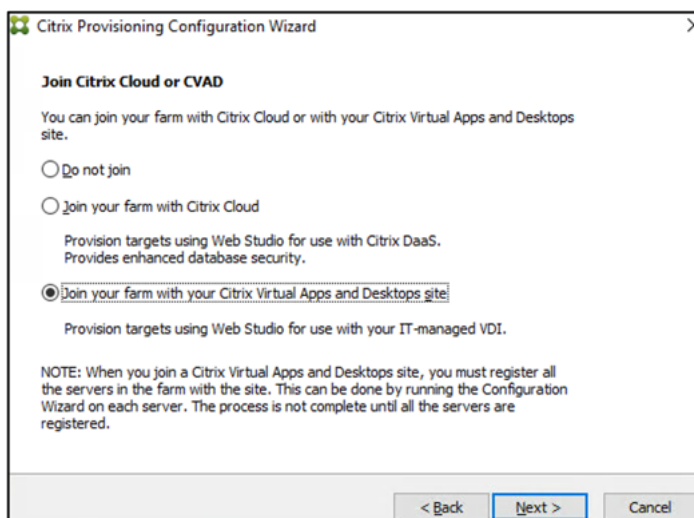 Citrix Provisioning Configuration Wizard
Join Citrix Cloud or CVAD
You can join your farm with Citrix Cloud or with your Citrix Virtual Apps and Desktops
site.
Do not join
Join your farm with Citrix Cloud
Provision targets using Web Studio for use with Citrix DaaS.
Provides enhanced database security.
Join your farm with your Citrix Virtual Apps and Desktops site
Provision targets using Web Studio for use with your IT-managed VDI.
NOTE: When you join a Citrix Virtual Apps and Desktops site, you must register all
the servers in the farm with the site. This can be done by running the Configuration
Wizard on each server. The process is not complete until all the servers are
registered.
< Back Next > Cancel